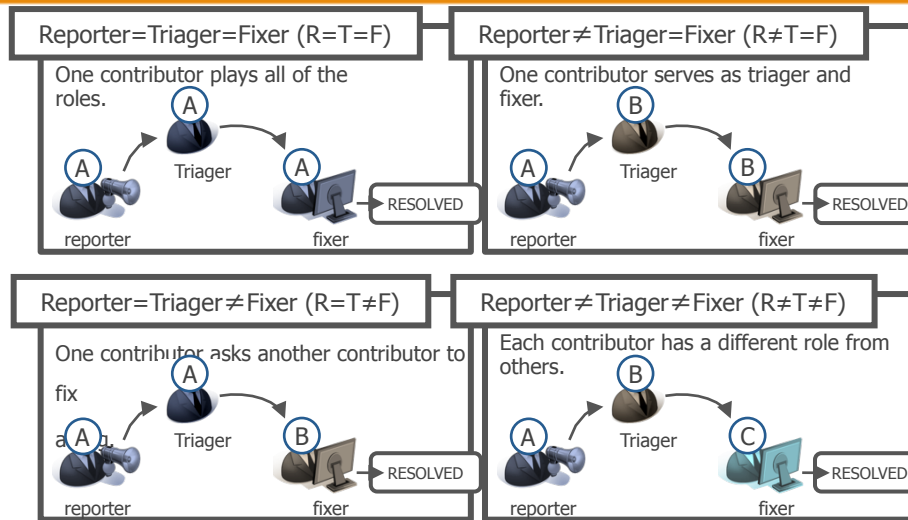 Reporter=Triager=Fixer (R=T=F)
One contributor plays all of the
roles.
A
A
Triager
A
RESOLVED
reporter
fixer
Reporter≠Triager=Fixer (R≠T=F)
One contributor serves as triager and
fixer.
B
A
Triager
B
RESOLVED
reporter
fixer
Reporter=Triager≠Fixer (R=T≠F)
One contributor asks another contributor to
fix
A
A
Triager
B
RESOLVED
reporter
fixer
Reporter≠Triager≠Fixer (R≠T≠F)
Each contributor has a different role from
others.
B
A
Triager
C
RESOLVED
reporter
fixer